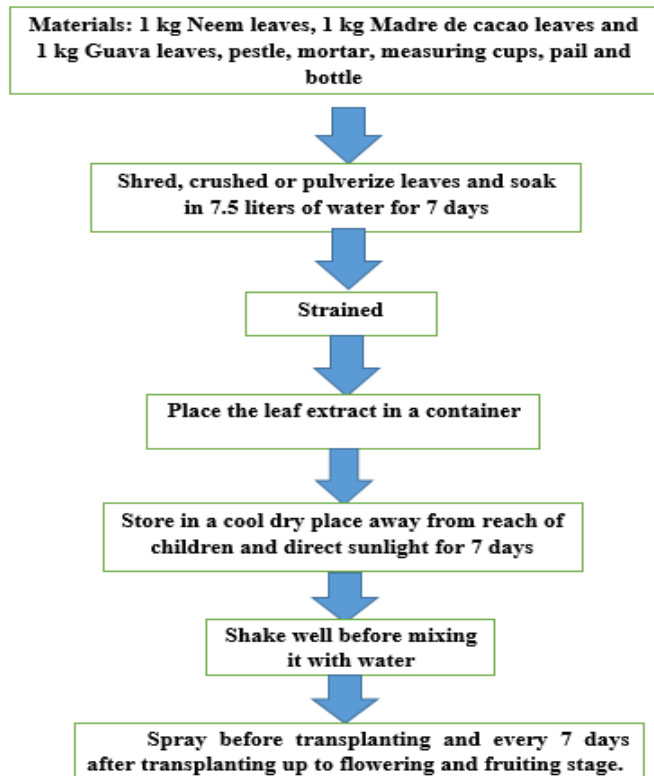 Materials: 1 kg Neem leaves, 1 kg Madre de cacao leaves and
1 kg Guava leaves, pestle, mortar, measuring cups, pail and
bottle
Shred, crushed or pulverize leaves and soak
in 7.5 liters of water for 7 days
Strained
Place the leaf extract in a container
Store in a cool dry place away from reach of
children and direct sunlight for 7 days
Shake well before mixing
it with water
Spray before transplanting and every 7 days
after transplanting up to flowering and fruiting stage.